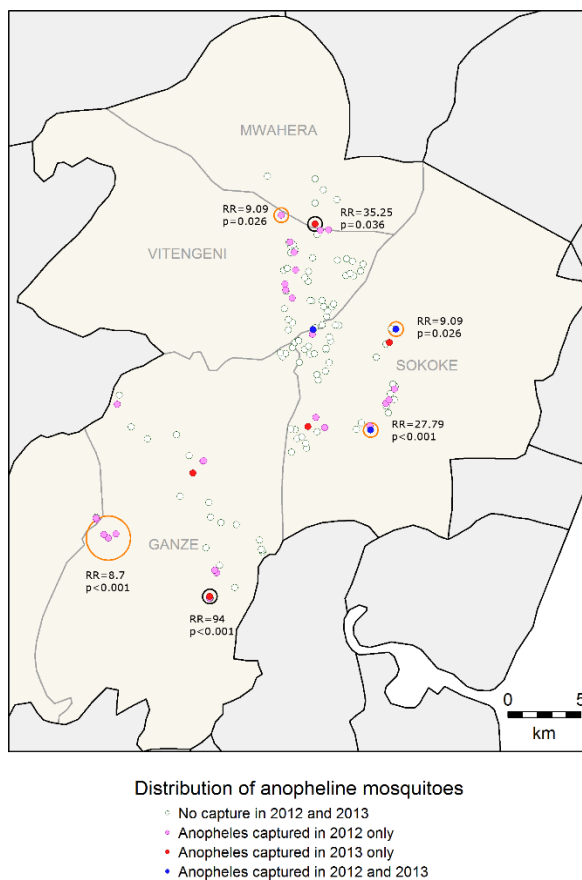 MWAHERA
RR=9.09
p=0.026
RR=35.25
p=0.036
VITENGENI
RR=9.09
p=0.026
SOKOKE
RR=27.79
p<0.001
GANZE
RR=8.7
p<0.001
RR=94
p<0.001
0 5
km
Distribution of anopheline mosquitoes
No capture in 2012 and 2013
Anopheles captured in 2012 only
Anopheles captured in 2013 only
Anopheles captured in 2012 and 2013